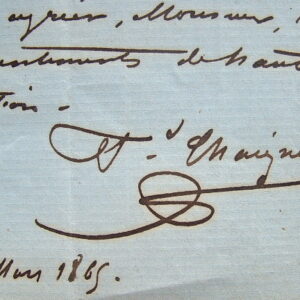 agréer, Monsieur,
sentiments de haute
tion.
Mars 1865.